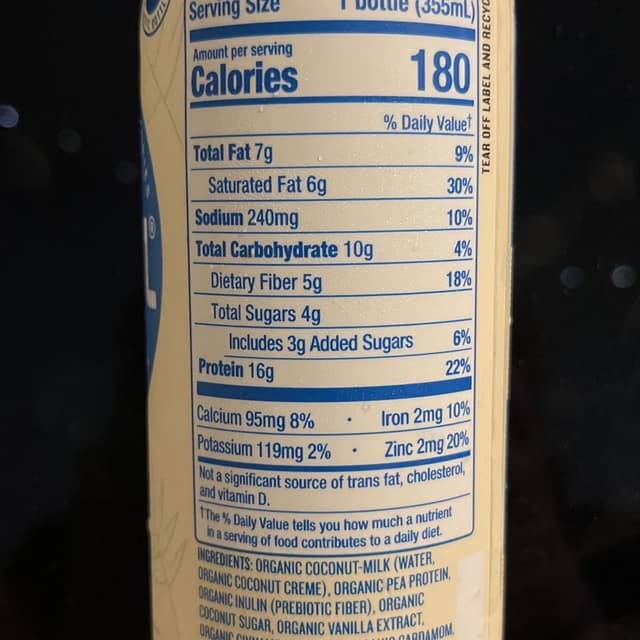 Serving Size 1 bottle (355mL)
Amount per serving
Calories 180
% Daily Value†
Total Fat 7g 9%
Saturated Fat 6g 30%
Sodium 240mg 10%
Total Carbohydrate 10g 4%
Dietary Fiber 5g 18%
Total Sugars 4g
Includes 3g Added Sugars 6%
Protein 16g 22%
Calcium 95mg 8% • Iron 2mg 10%
Potassium 119mg 2% • Zinc 2mg 20%
Not a significant source of trans fat, cholesterol,
and vitamin D.
†The % Daily Value tells you how much a nutrient
in a serving of food contributes to a daily diet.
INGREDIENTS: ORGANIC COCONUT-MILK (WATER,
ORGANIC COCONUT CREME), ORGANIC PEA PROTEIN,
ORGANIC INULIN (PREBIOTIC FIBER), ORGANIC
COCONUT SUGAR, ORGANIC VANILLA EXTRACT,
ORGANIC CARDAMOM,
TEAR OFF LABEL AND RECYC
L®